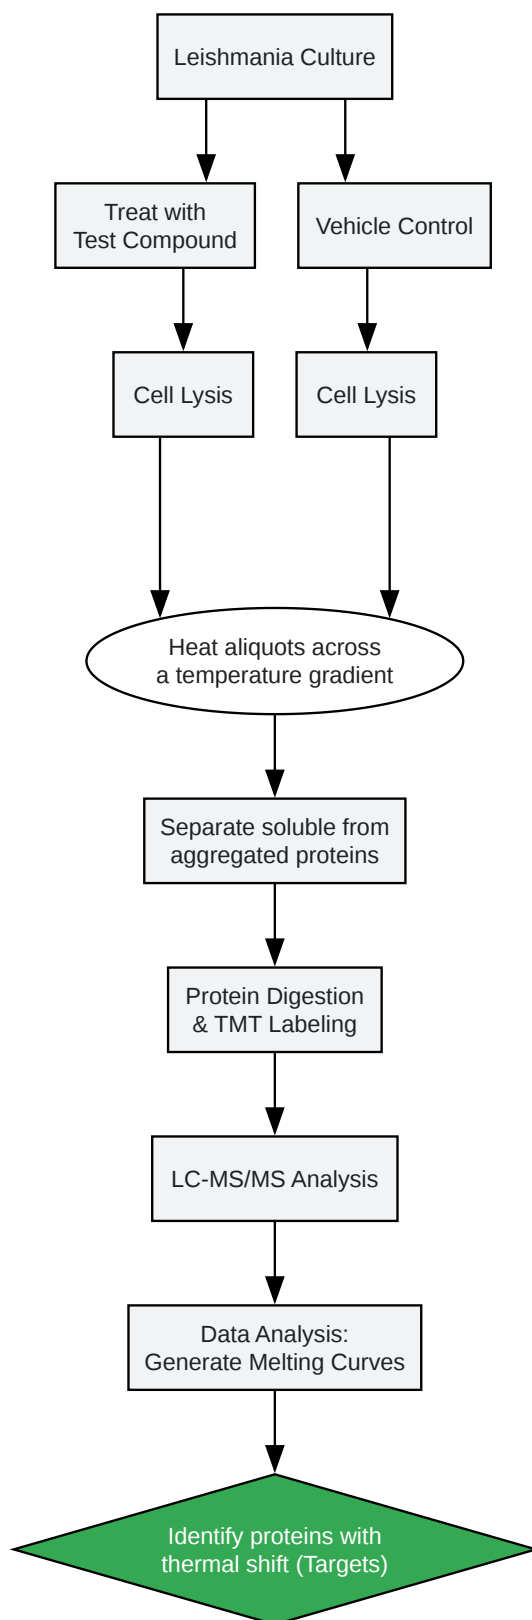 Leishmania Culture
Treat with
Test Compound
Vehicle Control
Cell Lysis
Cell Lysis
Heat aliquots across
a temperature gradient
Separate soluble from
aggregated proteins
Protein Digestion
& TMT Labeling
LC-MS/MS Analysis
Data Analysis:
Generate Melting Curves
Identify proteins with
thermal shift (Targets)